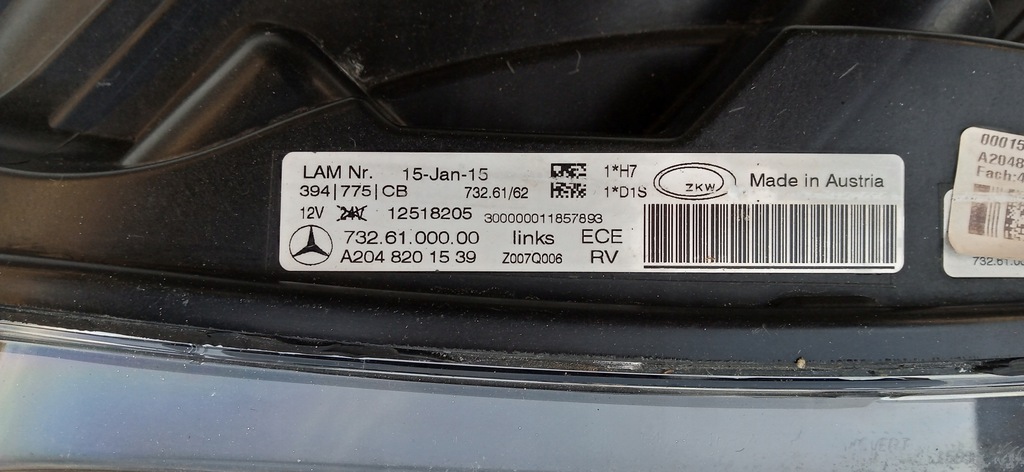 LAM Nr. 15-Jan-15 1*H7
394|775|CB 732.61/62 1*D1S
ZKW
Made in Austria
12V 24V 12518205 300000011857893
732.61.000.00 links ECE
A204 820 15 39 Z007Q006 RV
00015
A2048
Fach:4
732.61.00